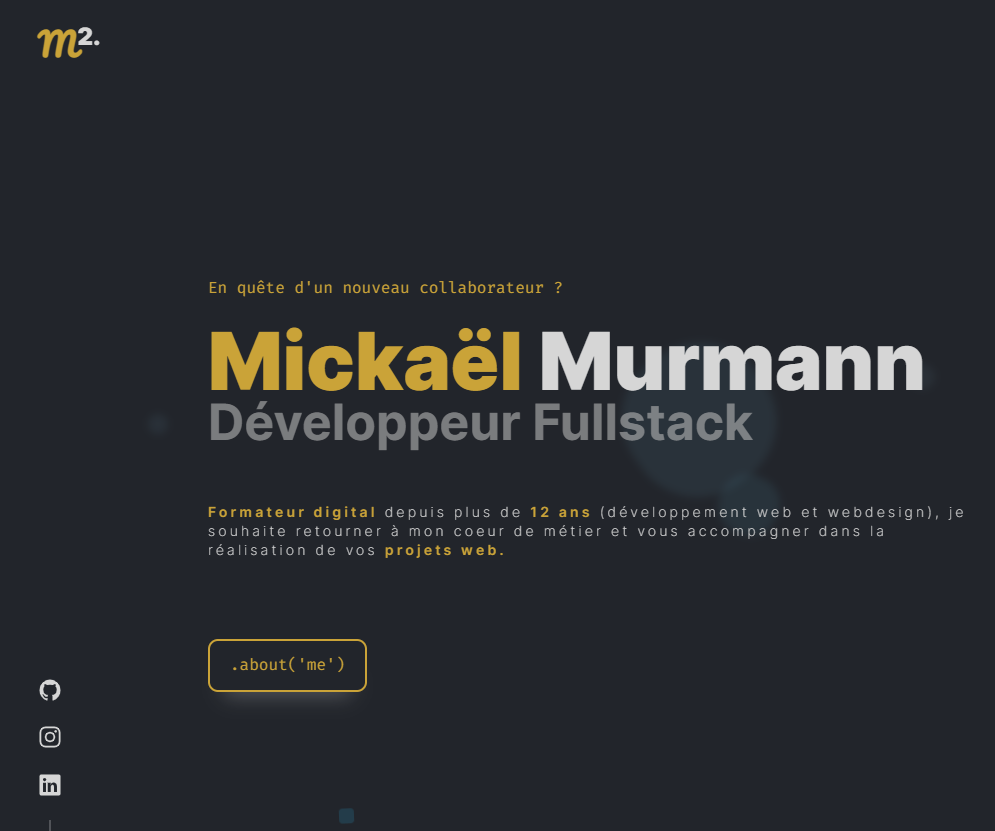 m2.
En quête d'un nouveau collaborateur ?
Mickaël Murmann
Développeur Fullstack
Formateur digital depuis plus de 12 ans (développement web et webdesign), je
souhaite retourner à mon coeur de métier et vous accompagner dans la
réalisation de vos projets web.
.about('me')
in